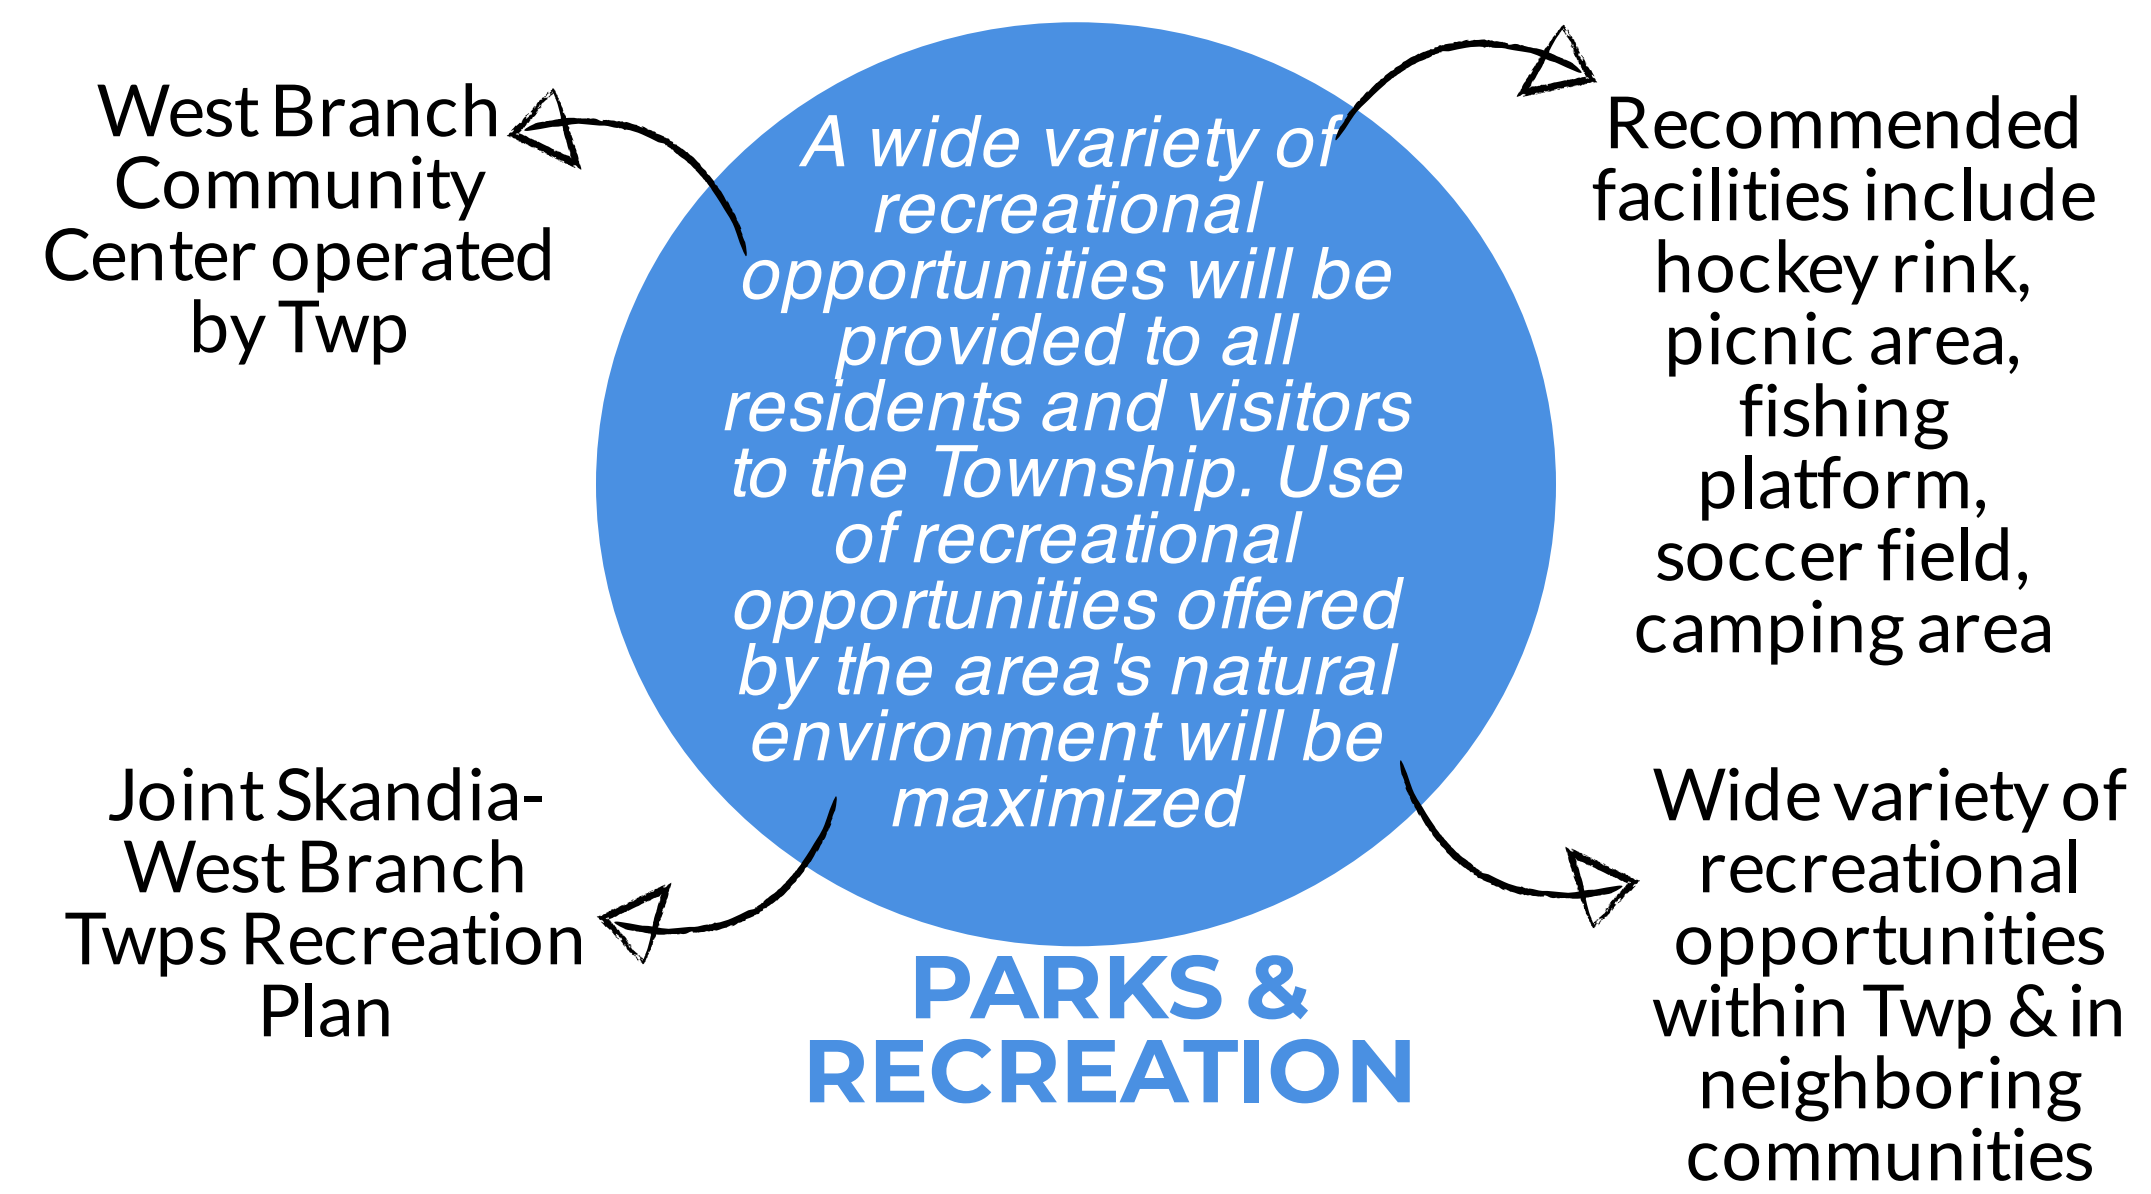 West Branch
Community
Center operated
by Twp
A wide variety of
recreational
opportunities will be
provided to all
residents and visitors
to the Township. Use
of recreational
opportunities offered
by the area's natural
environment will be
maximized
Recommended
facilities include
hockey rink,
picnic area,
fishing
platform,
soccer field,
camping area
Joint Skandia-
West Branch
Twps Recreation
Plan
PARKS &
RECREATION
Wide variety of
recreational
opportunities
within Twp & in
neighboring
communities